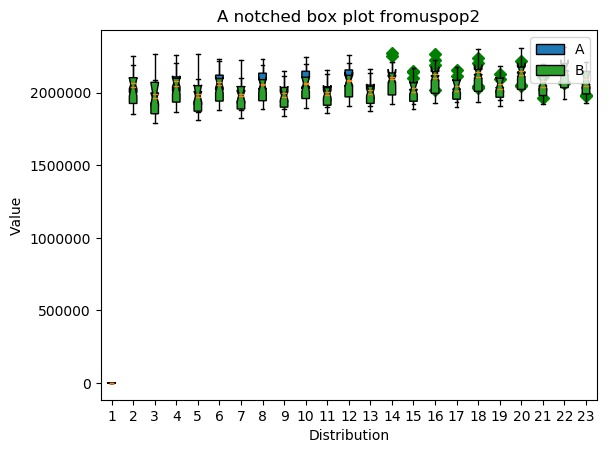 A notched box plot fromuspop2
A
B
Value
2000000
1500000
1000000
500000
0
1 2 3 4 5 6 7 8 9 10 11 12 13 14 15 16 17 18 19 20 21 22 23
Distribution